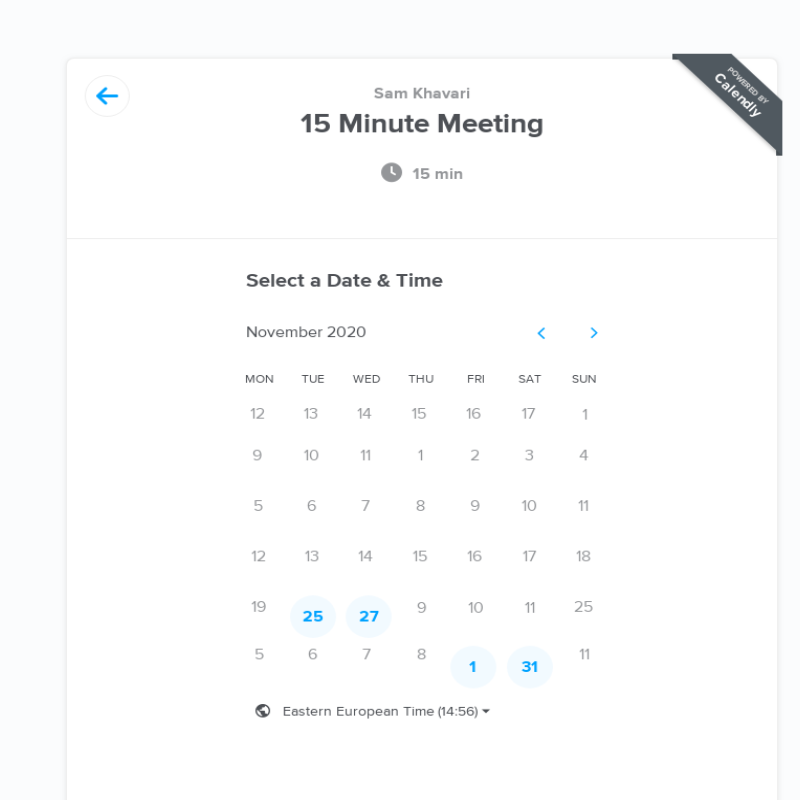 POWERED BY
Calendly
Sam Khavari
15 Minute Meeting
15 min
Select a Date & Time
November 2020
MON TUE WED THU FRI SAT SUN
12 13 14 15 16 17 1
9 10 11 1 2 3 4
5 6 7 8 9 10 11
12 13 14 15 16 17 18
19 25 27 9 10 11 25
5 6 7 8 1 31 11
Eastern European Time (14:56)